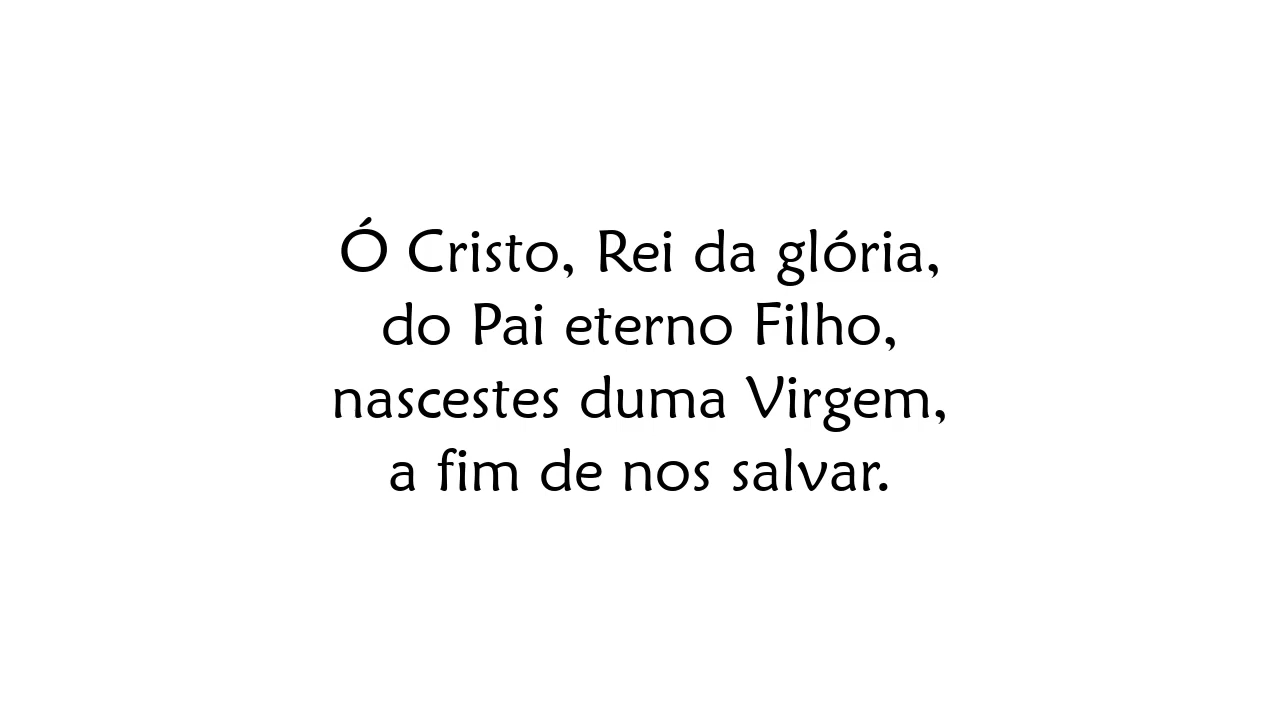 Ó Cristo, Rei da glória,
do Pai eterno Filho,
nascestes duma Virgem,
a fim de nos salvar.